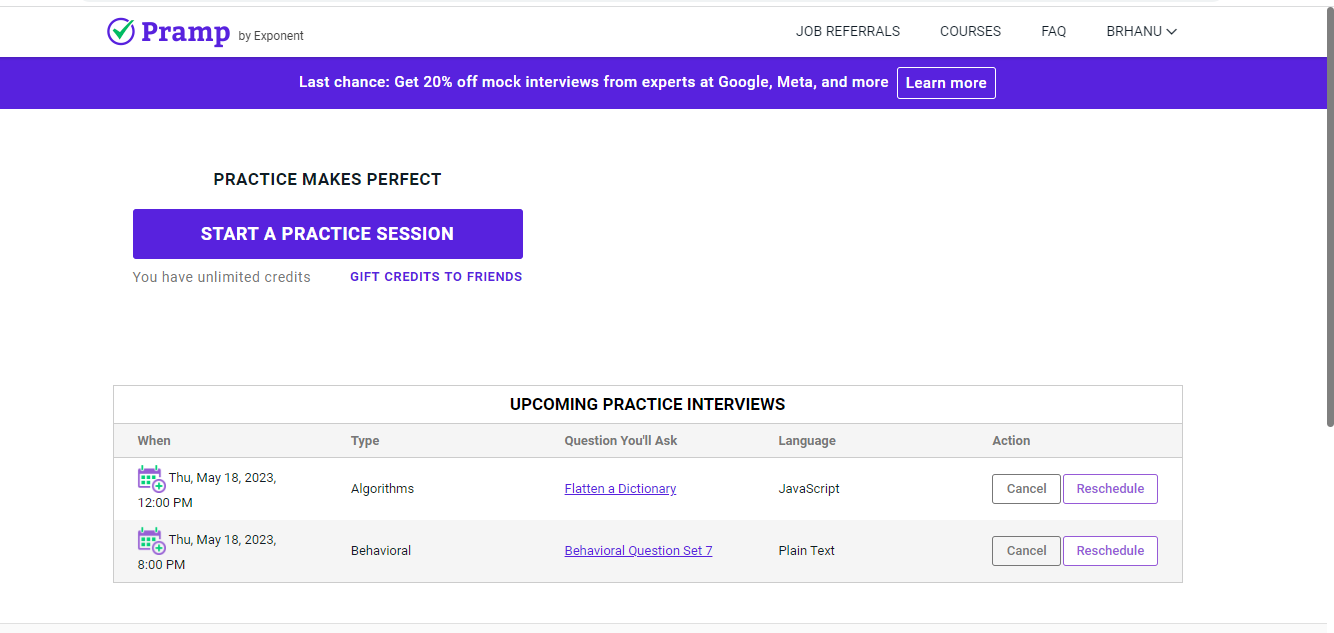 Pramp by Exponent
JOB REFERRALS
COURSES
FAQ
BRHANU
Last chance: Get 20% off mock interviews from experts at Google, Meta, and more
Learn more
PRACTICE MAKES PERFECT
START A PRACTICE SESSION
You have unlimited credits
GIFT CREDITS TO FRIENDS
UPCOMING PRACTICE INTERVIEWS
When Type Question You'll Ask Language Action
Thu, May 18, 2023,
12:00 PM
Algorithms
Flatten a Dictionary
JavaScript
Cancel
Reschedule
Thu, May 18, 2023,
8:00 PM
Behavioral
Behavioral Question Set 7
Plain Text
Cancel
Reschedule